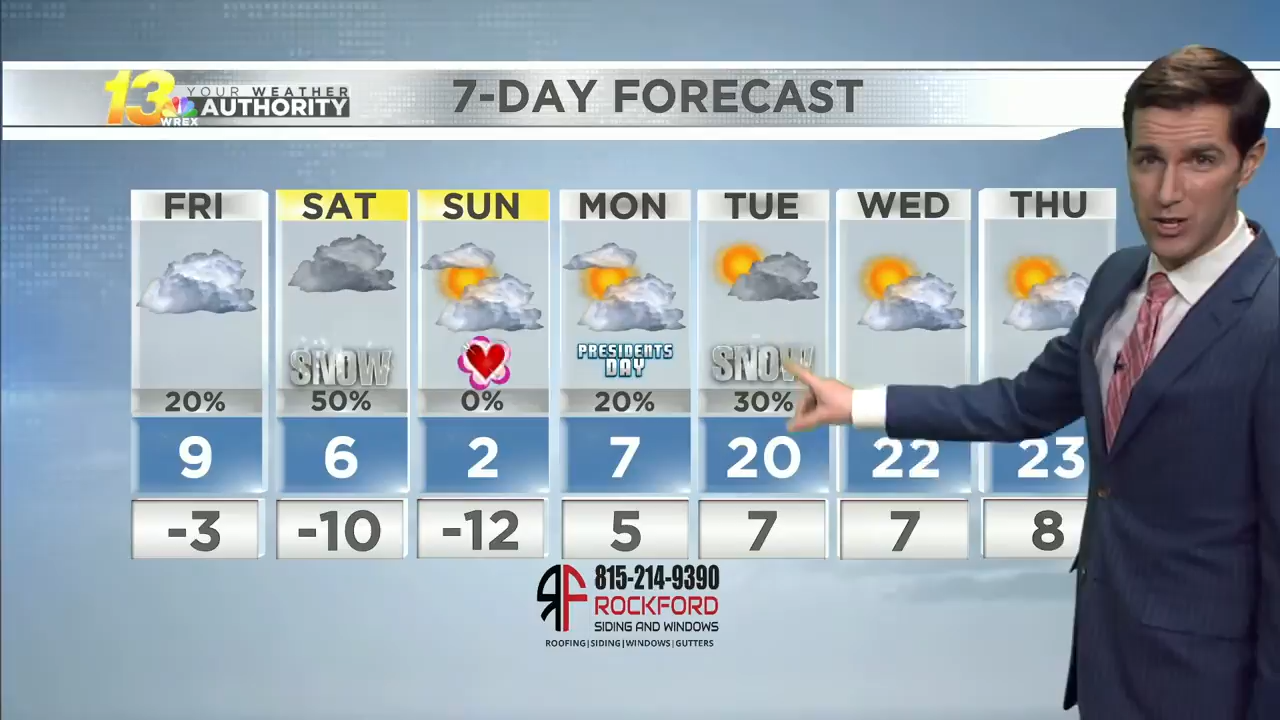 13 YOUR WEATHER
AUTHORITY
WREX
7-DAY FORECAST
FRI SAT SUN MON TUE WED THU
SNOW PRESIDENTS DAY SNOW
20% 50% 0% 20% 30%
9 6 2 7 20 22 23
-3 -10 -12 5 7 7 8
RF 815-214-9390
ROCKFORD
SIDING AND WINDOWS
ROOFING|SIDING|WINDOWS|GUTTERS